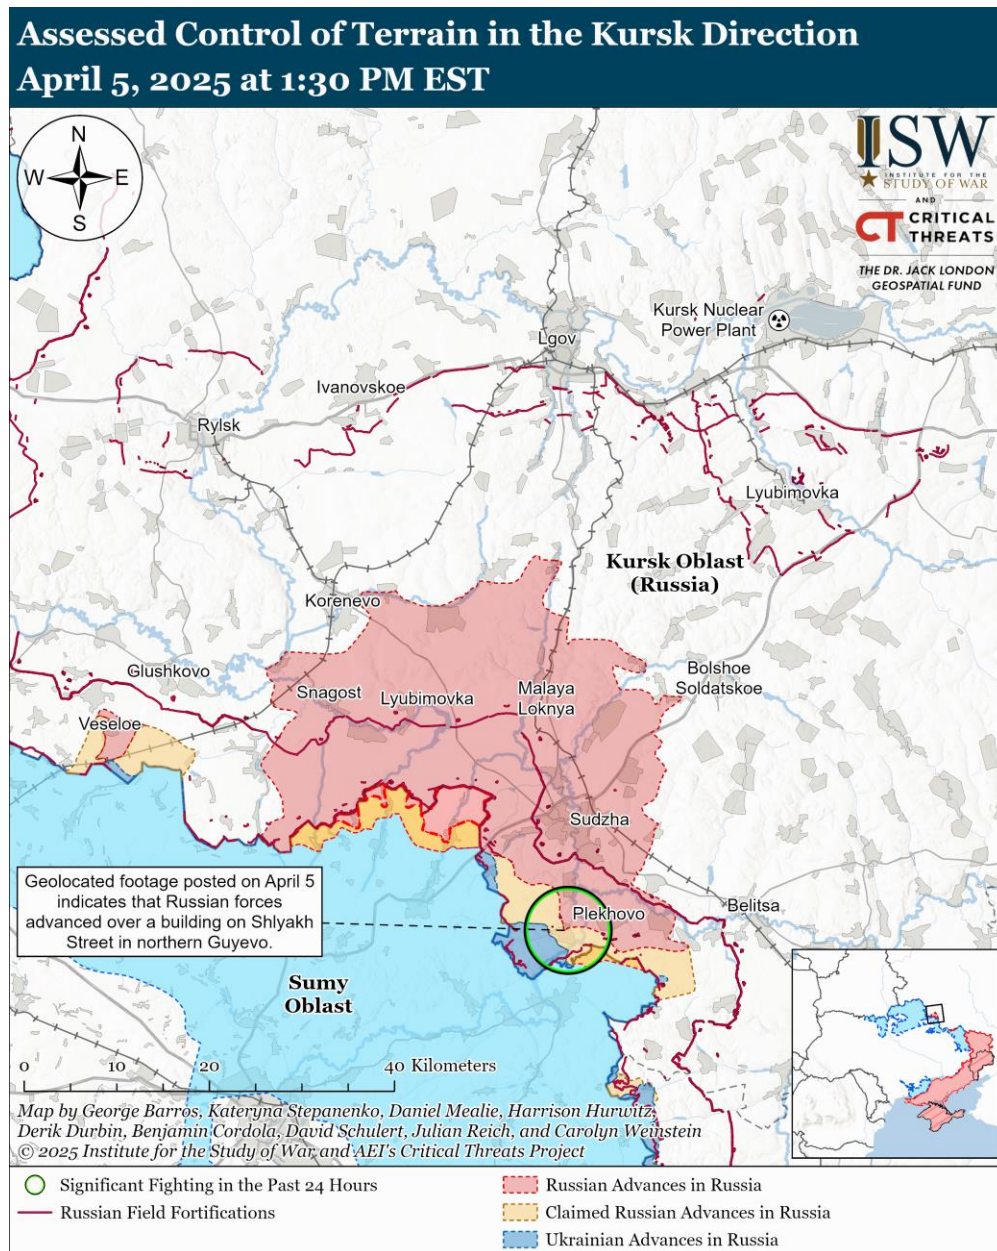 Assessed Control of Terrain in the Kursk Direction
April 5, 2025 at 1:30 PM EST
N
W E
S
ISW
INSTITUTE FOR THE
STUDY OF WAR
AND
CT CRITICAL
THREATS
THE DR. JACK LONDON
GEOSPATIAL FUND
Kursk Nuclear
Power Plant
Lgov
Ivanovskoe
Rylsk
Lyubimovka
Kursk Oblast
(Russia)
Korenevo
Glushkovo
Bolshoe
Soldatskoe
Snagost
Lyubimovka
Malaya
Loknya
Veseloe
Sudzha
Geolocated footage posted on April 5
indicates that Russian forces
advanced over a building on Shlyakh
Street in northern Guyevo.
Plekhovo
Belitsa
Sumy
Oblast
0 20 40 Kilometers
Map by George Barros, Kateryna Stepanenko, Daniel Mealie, Harrison Hurwitz,
Derik Durbin, Benjamin Cordola, David Schulert, Julian Reich, and Carolyn Weinstein
© 2025 Institute for the Study of War and AEI's Critical Threats Project
Significant Fighting in the Past 24 Hours
Russian Field Fortifications
Russian Advances in Russia
Claimed Russian Advances in Russia
Ukrainian Advances in Russia